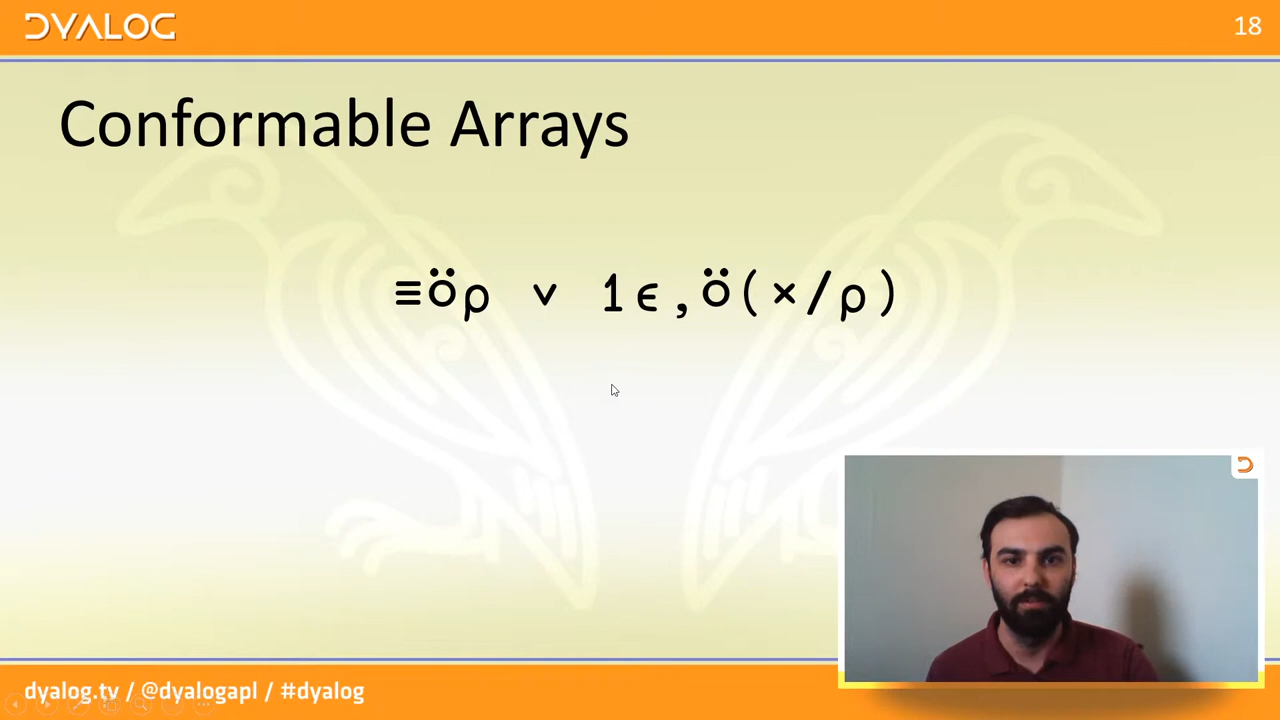 DYALOG
18
Conformable Arrays
≡⍥⍴ ∨ 1∊,⍥(×/⍴)
dyalog.tv / @dyalogapl / #dyalog